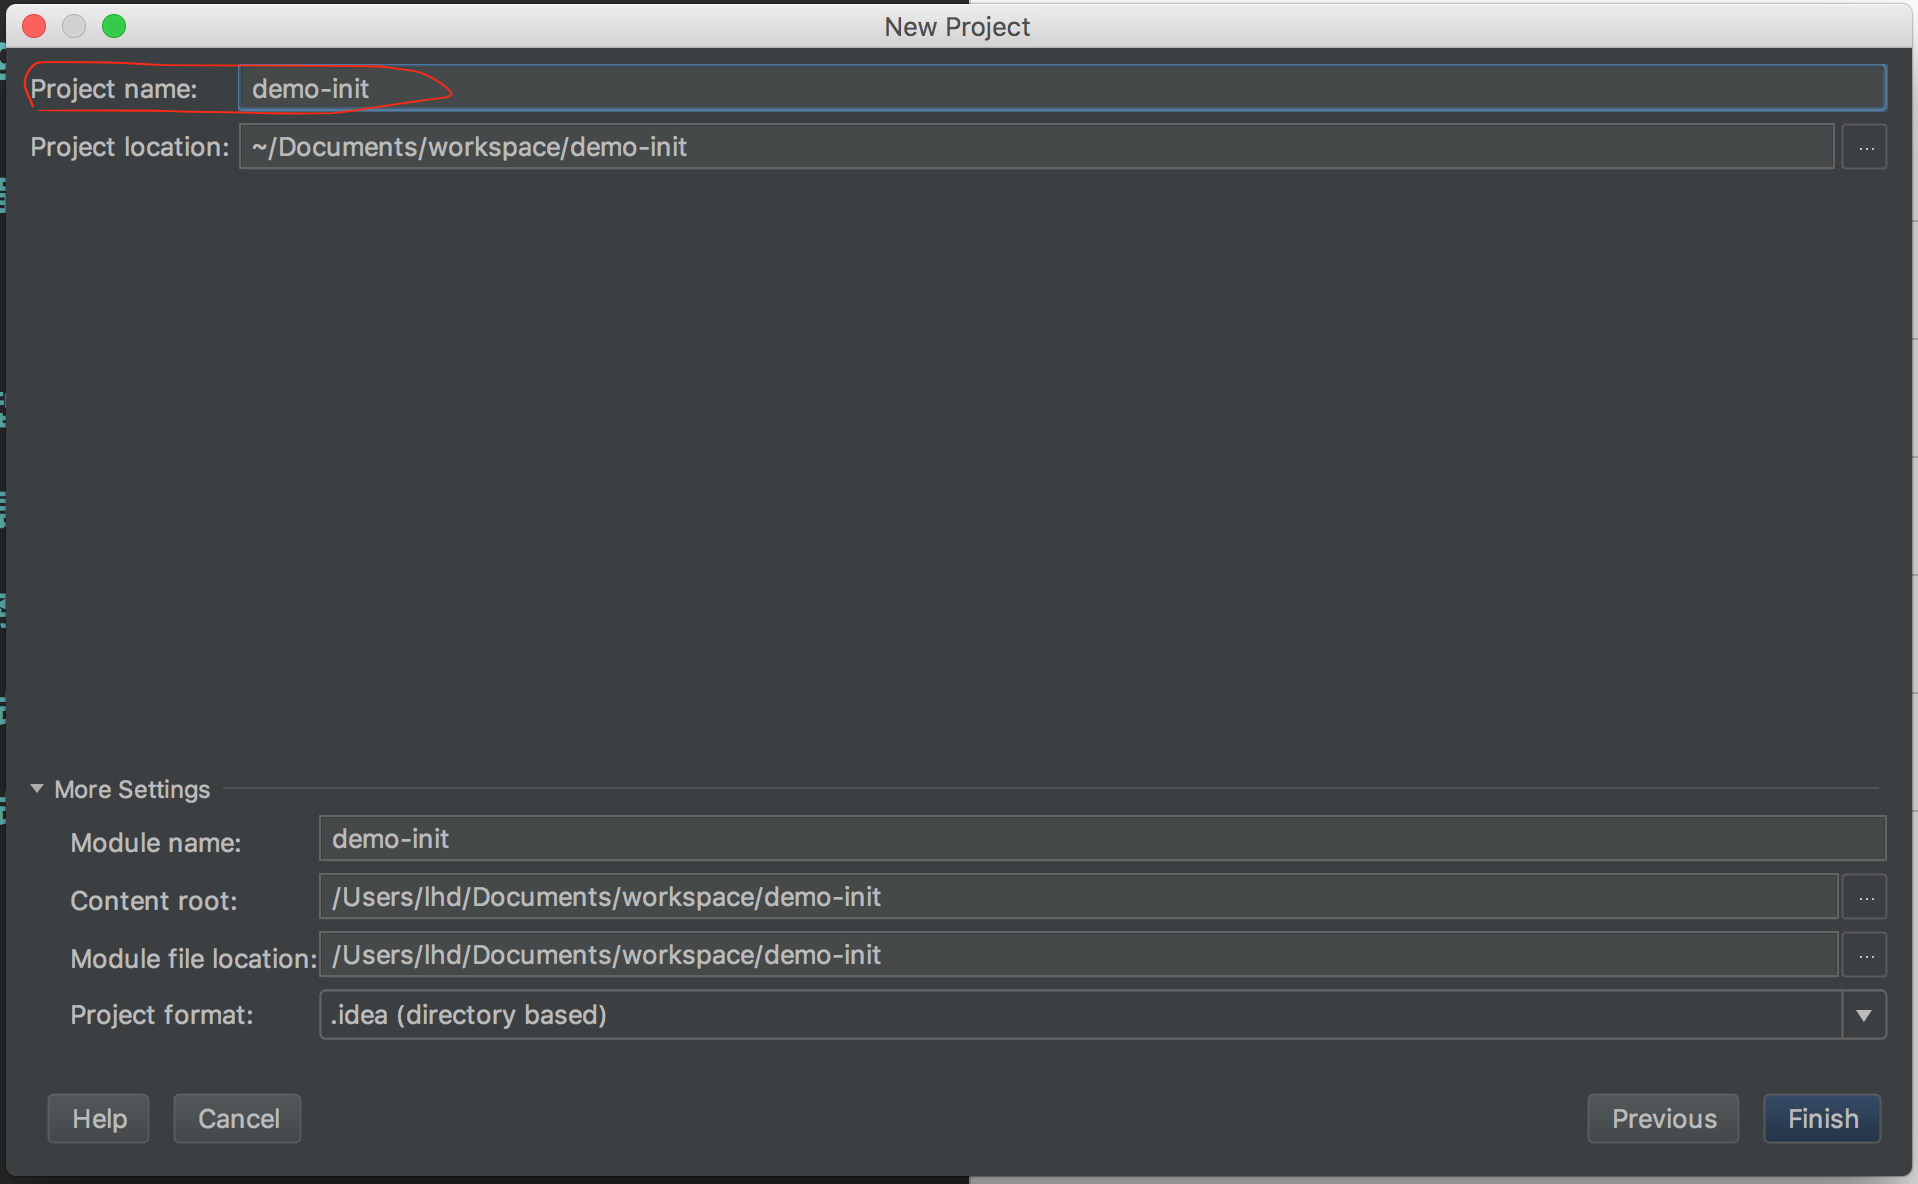 New Project
Project name: demo-init
Project location: ~/Documents/workspace/demo-init ...
More Settings
Module name: demo-init
Content root: /Users/lhd/Documents/workspace/demo-init ...
Module file location: /Users/lhd/Documents/workspace/demo-init ...
Project format: .idea (directory based)
Help Cancel Previous Finish